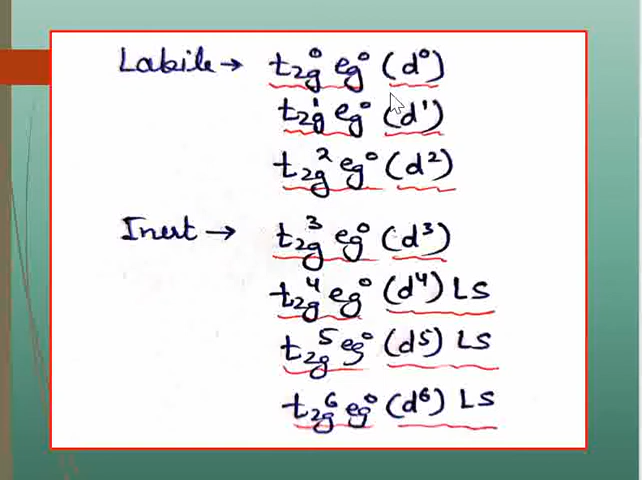 Labile → t₂g⁰ eg⁰ (d⁰)
t₂g¹ eg⁰ (d¹)
t₂g² eg⁰ (d²)
Inert → t₂g³ eg⁰ (d³)
t₂g⁴ eg⁰ (d⁴) LS
t₂g⁵ eg⁰ (d⁵) LS
t₂g⁶ eg⁰ (d⁶) LS